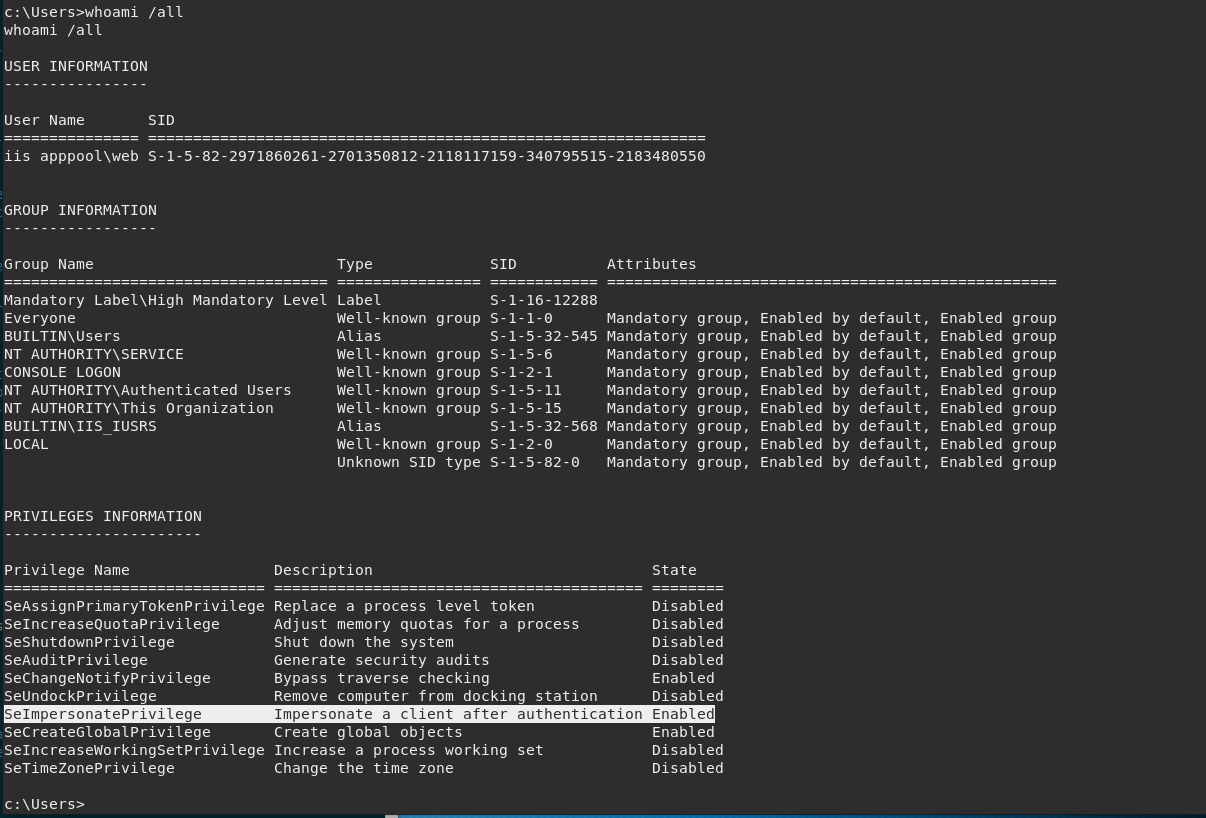 c:\Users>whoami /all
whoami /all
USER INFORMATION
----------------
User Name       SID
=============== ==============================================================
iis apppool\web S-1-5-82-2971860261-2701350812-2118117159-340795515-2183480550
GROUP INFORMATION
-----------------
Group Name                           Type             SID          Attributes
==================================== ================ ============ ==================================================
Mandatory Label\High Mandatory Level Label            S-1-16-12288
Everyone                             Well-known group S-1-1-0      Mandatory group, Enabled by default, Enabled group
BUILTIN\Users                        Alias            S-1-5-32-545 Mandatory group, Enabled by default, Enabled group
NT AUTHORITY\SERVICE                 Well-known group S-1-5-6      Mandatory group, Enabled by default, Enabled group
CONSOLE LOGON                        Well-known group S-1-2-1      Mandatory group, Enabled by default, Enabled group
NT AUTHORITY\Authenticated Users     Well-known group S-1-5-11     Mandatory group, Enabled by default, Enabled group
NT AUTHORITY\This Organization       Well-known group S-1-5-15     Mandatory group, Enabled by default, Enabled group
BUILTIN\IIS_IUSRS                    Alias            S-1-5-32-568 Mandatory group, Enabled by default, Enabled group
LOCAL                                Well-known group S-1-2-0      Mandatory group, Enabled by default, Enabled group
                                     Unknown SID type S-1-5-82-0   Mandatory group, Enabled by default, Enabled group
PRIVILEGES INFORMATION
----------------------
Privilege Name                Description                               State
============================= ========================================= ========
SeAssignPrimaryTokenPrivilege Replace a process level token             Disabled
SeIncreaseQuotaPrivilege      Adjust memory quotas for a process        Disabled
SeShutdownPrivilege           Shut down the system                      Disabled
SeAuditPrivilege              Generate security audits                  Disabled
SeChangeNotifyPrivilege       Bypass traverse checking                  Enabled
SeUndockPrivilege             Remove computer from docking station      Disabled
SeImpersonatePrivilege        Impersonate a client after authentication Enabled
SeCreateGlobalPrivilege       Create global objects                     Enabled
SeIncreaseWorkingSetPrivilege Increase a process working set            Disabled
SeTimeZonePrivilege           Change the time zone                      Disabled
c:\Users>